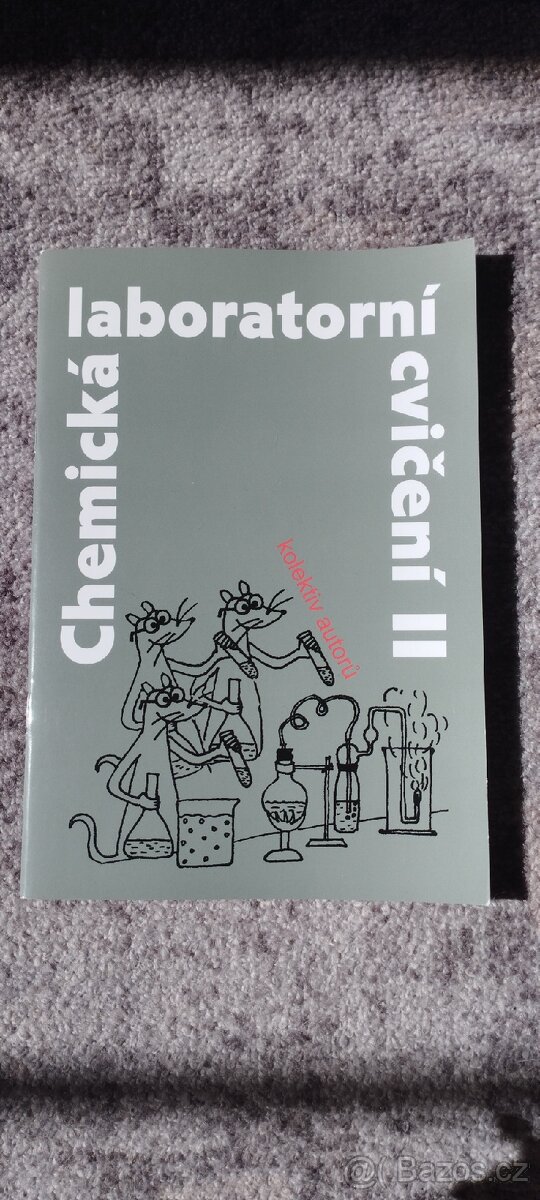 Chemická
laboratorní
cvičení II
kolektiv autorů
@ Bazos.cz